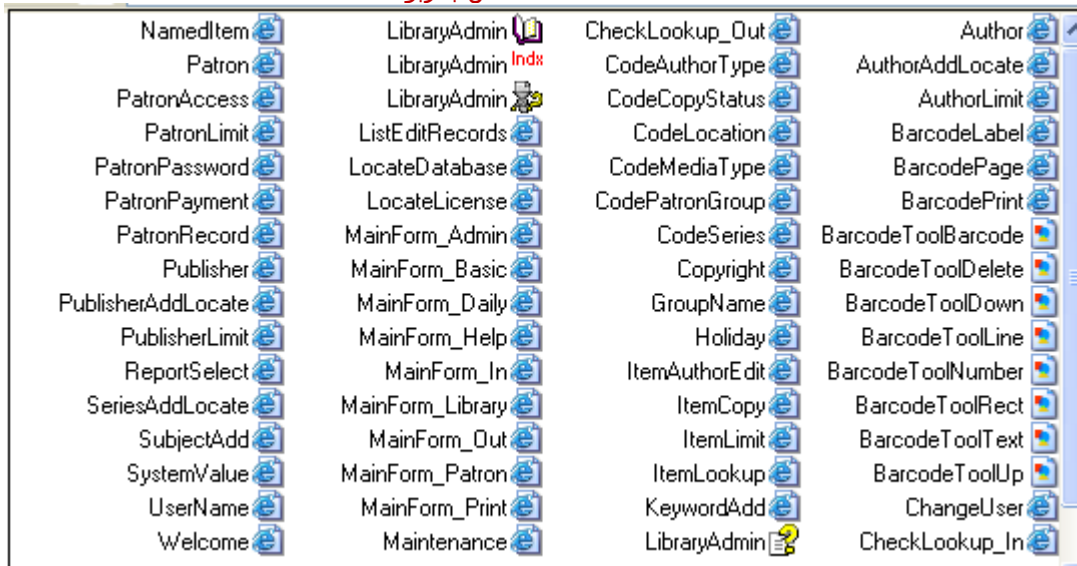 Author
AuthorAddLocate
AuthorLimit
BarcodeLabel
BarcodePage
BarcodePrint
BarcodeToolBarcode
BarcodeToolDelete
BarcodeToolDown
BarcodeToolLine
BarcodeToolNumber
BarcodeToolRect
BarcodeToolText
BarcodeToolUp
ChangeUser
CheckLookup_In
CheckLookup_Out
CodeAuthorType
CodeCopyStatus
CodeLocation
CodeMediaType
CodePatronGroup
CodeSeries
Copyright
GroupName
Holiday
ItemAuthorEdit
ItemCopy
ItemLimit
ItemLookup
KeywordAdd
LibraryAdmin
LibraryAdmin
LibraryAdmin Indx
LibraryAdmin
ListEditRecords
LocateDatabase
LocateLicense
MainForm_Admin
MainForm_Basic
MainForm_Daily
MainForm_Help
MainForm_In
MainForm_Library
MainForm_Out
MainForm_Patron
MainForm_Print
Maintenance
NamedItem
Patron
PatronAccess
PatronLimit
PatronPassword
PatronPayment
PatronRecord
Publisher
PublisherAddLocate
PublisherLimit
ReportSelect
SeriesAddLocate
SubjectAdd
SystemValue
UserName
Welcome